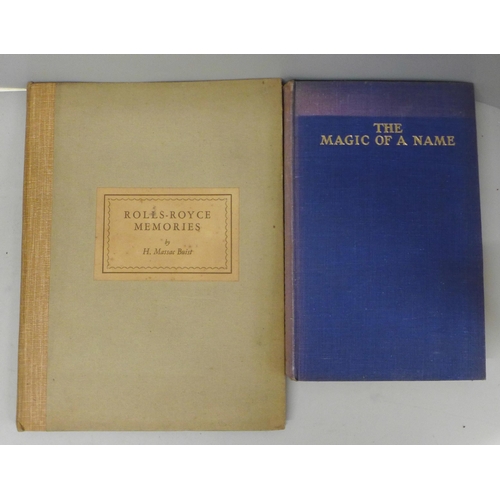 ROLLS-ROYCE
MEMORIES
by
H. Massac Buist
THE
MAGIC OF A NAME